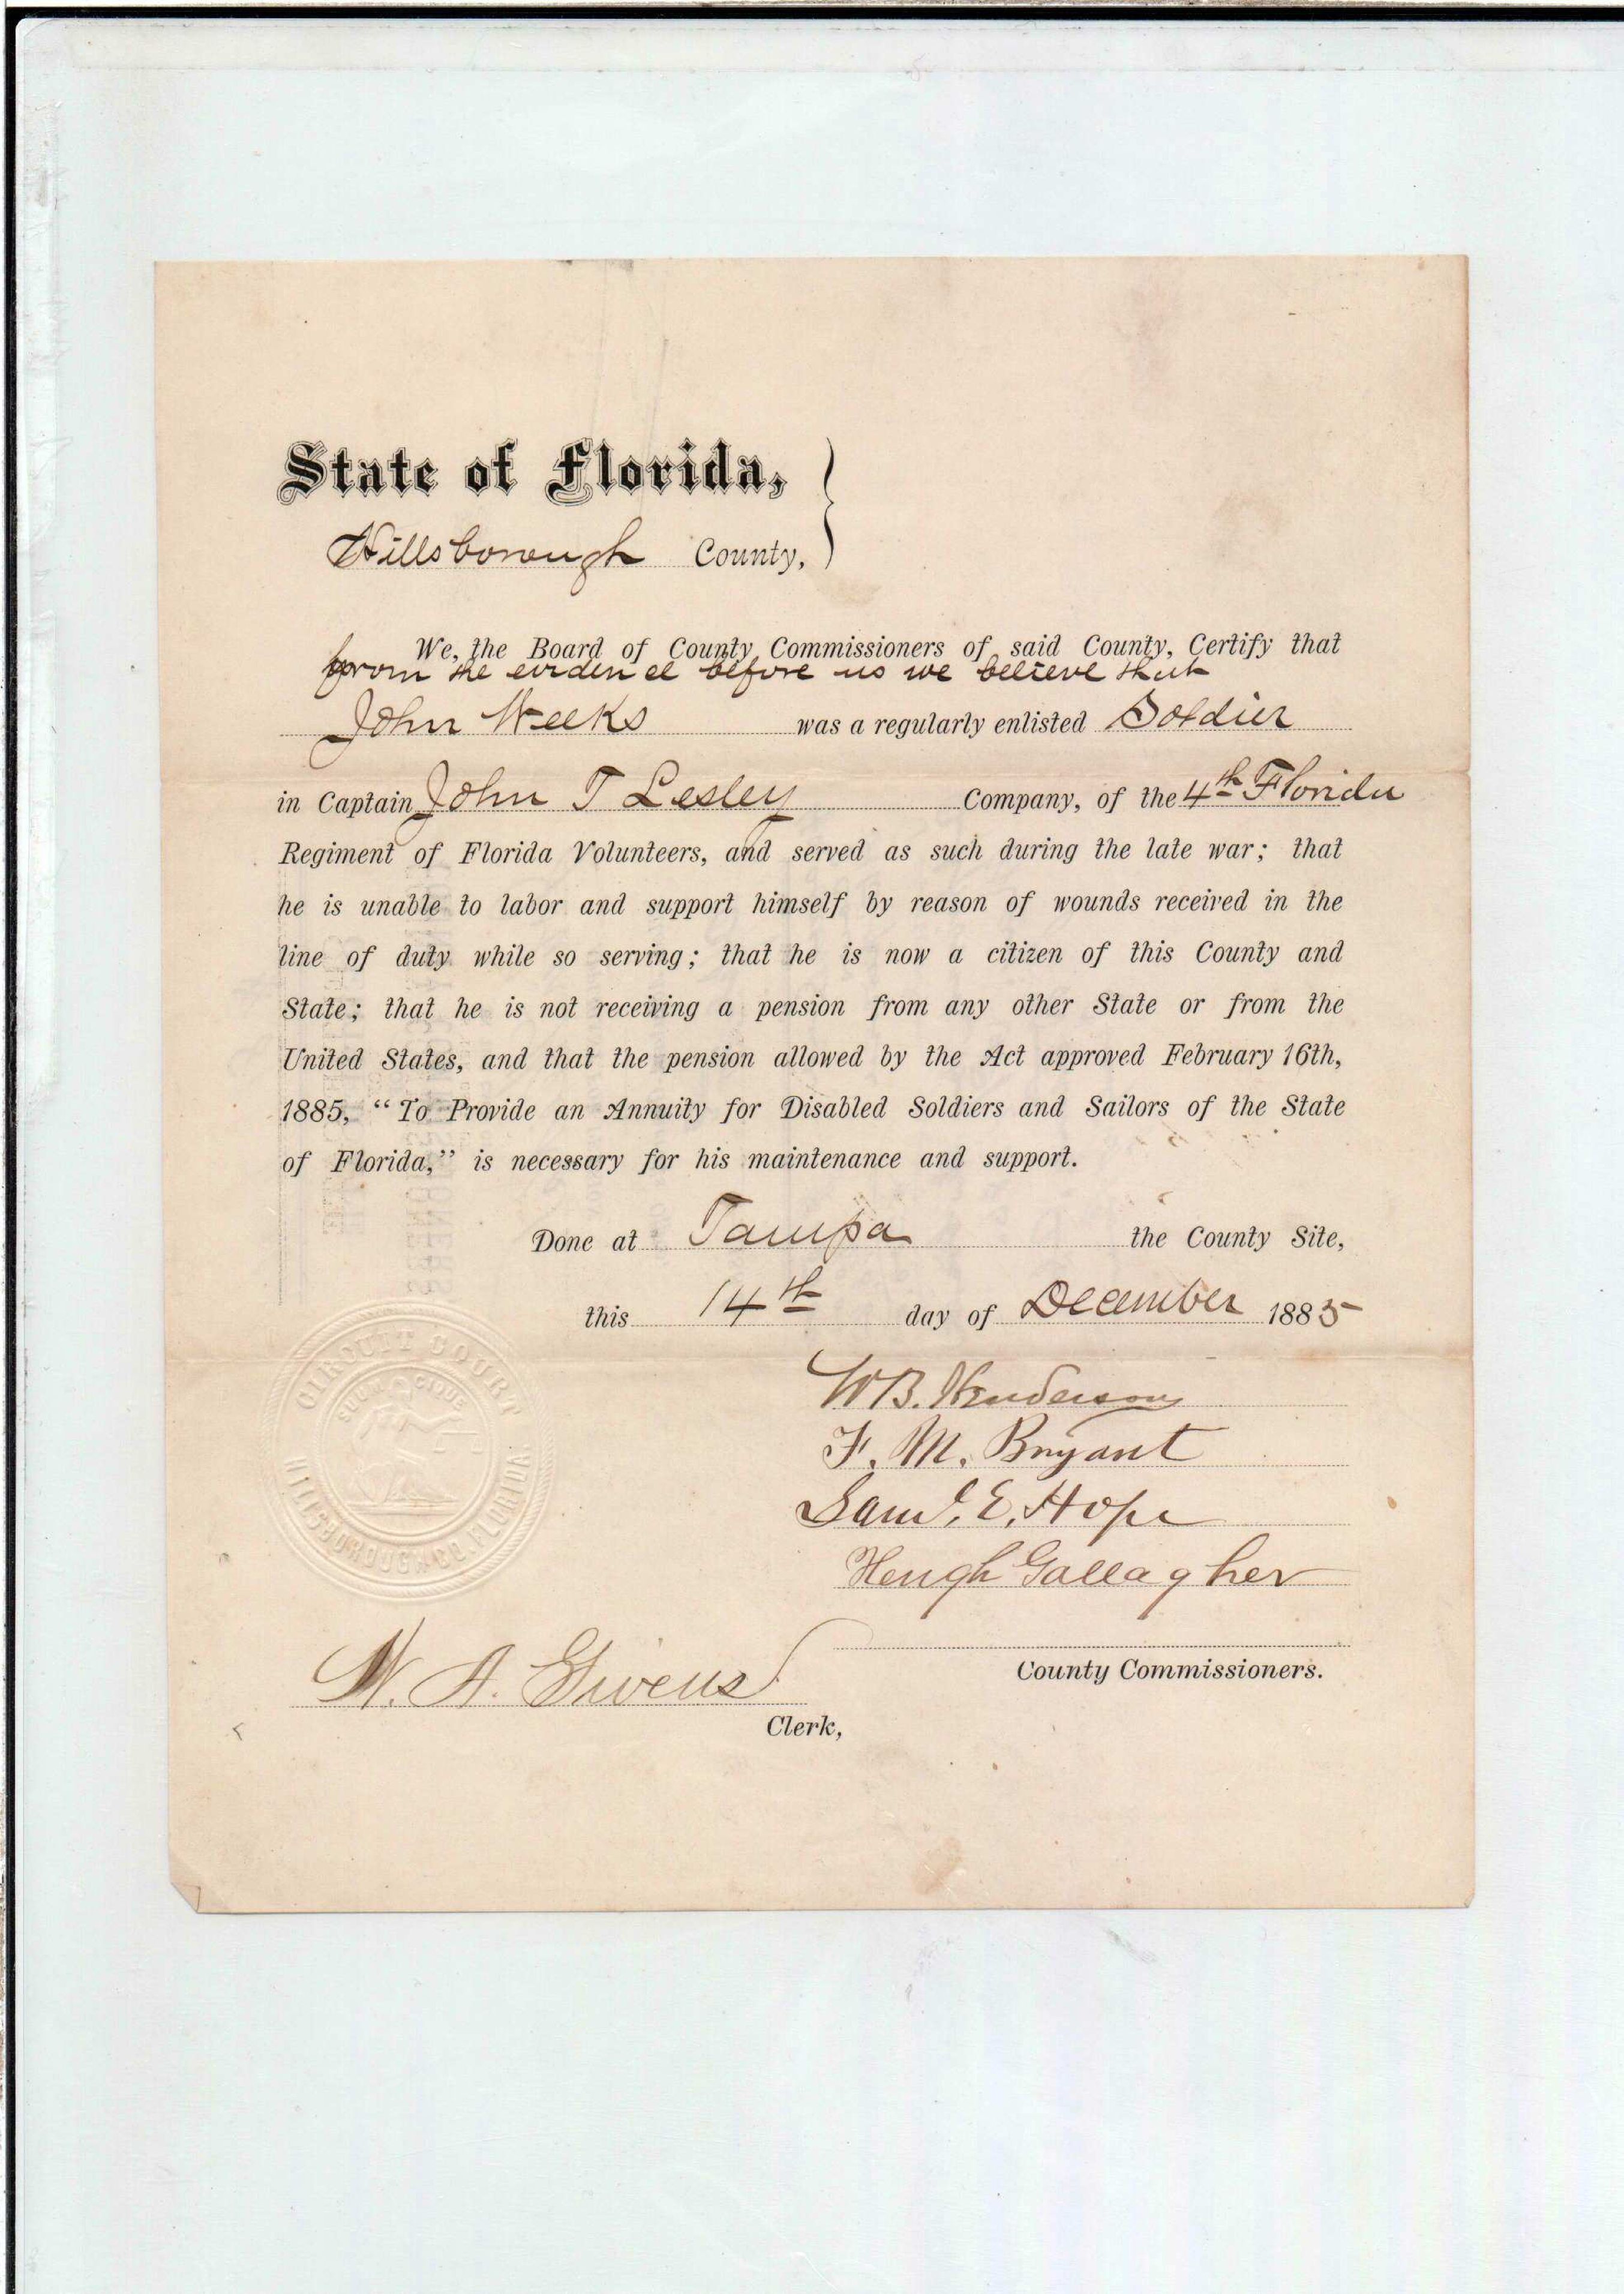 State of Florida,
Hillsborough County,
We, the Board of County Commissioners of said County, Certify that
from the evidence before us we believe that
John Weeks was a regularly enlisted Soldier
in Captain John T Lesley Company, of the 4th Florida
Regiment of Florida Volunteers, and served as such during the late war; that
he is unable to labor and support himself by reason of wounds received in the
line of duty while so serving; that he is now a citizen of this County and
State; that he is not receiving a pension from any other State or from the
United States, and that the pension allowed by the Act approved February 16th,
1885, "To Provide an Annuity for Disabled Soldiers and Sailors of the State
of Florida," is necessary for his maintenance and support.
Done at Tampa the County Site,
this 14th day of December 1885
W B. Henderson
F. M. Bryant
Saml. E. Hope
Heugh Gallagher
County Commissioners.
CIRCUIT COURT
SUUM CIQUE
HILLSBOROUGH CO. FLORIDA
W. A. Givens
Clerk,